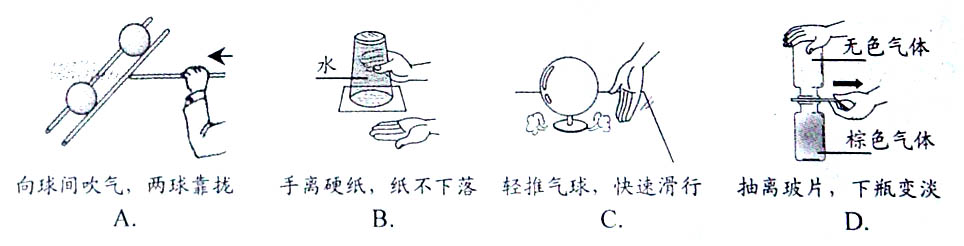 水
无色气体
棕色气体
向球间吹气，两球靠拢
手离硬纸，纸不下落
轻推气球，快速滑行
抽离玻片，下瓶变淡
A.
B.
C.
D.